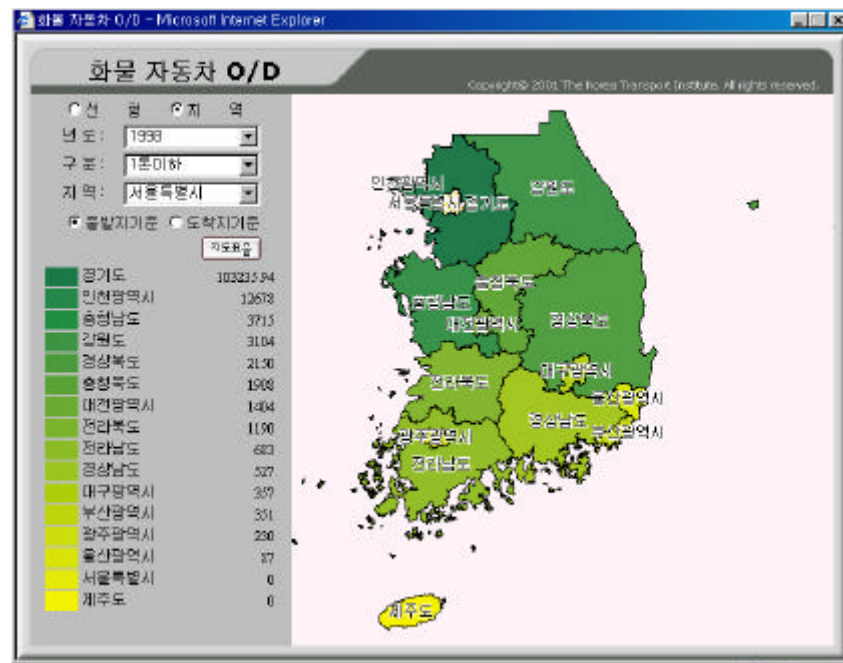 화물 자동차 O/D - Microsoft Internet Explorer
화물 자동차 O/D
Copyright© 2001 The Korea Transport Institute. All rights reserved.
선 형 지 역
년 도 : 1998
구 분 : 1톤이하
지 역 : 서울특별시
출발지기준 도착지기준
지도표출
경기도 103235.94
인천광역시 12678
충청남도 3715
강원도 3104
경상북도 2150
충청북도 1908
대전광역시 1404
전라북도 1190
전라남도 683
경상남도 527
대구광역시 357
부산광역시 351
광주광역시 230
울산광역시 87
서울특별시 0
제주도 0
인천광역시
서울특별시 경기도
강원도
충청북도
충청남도
대전광역시
경상북도
대구광역시
전라북도
울산광역시
경상남도
부산광역시
광주광역시
전라남도
제주도